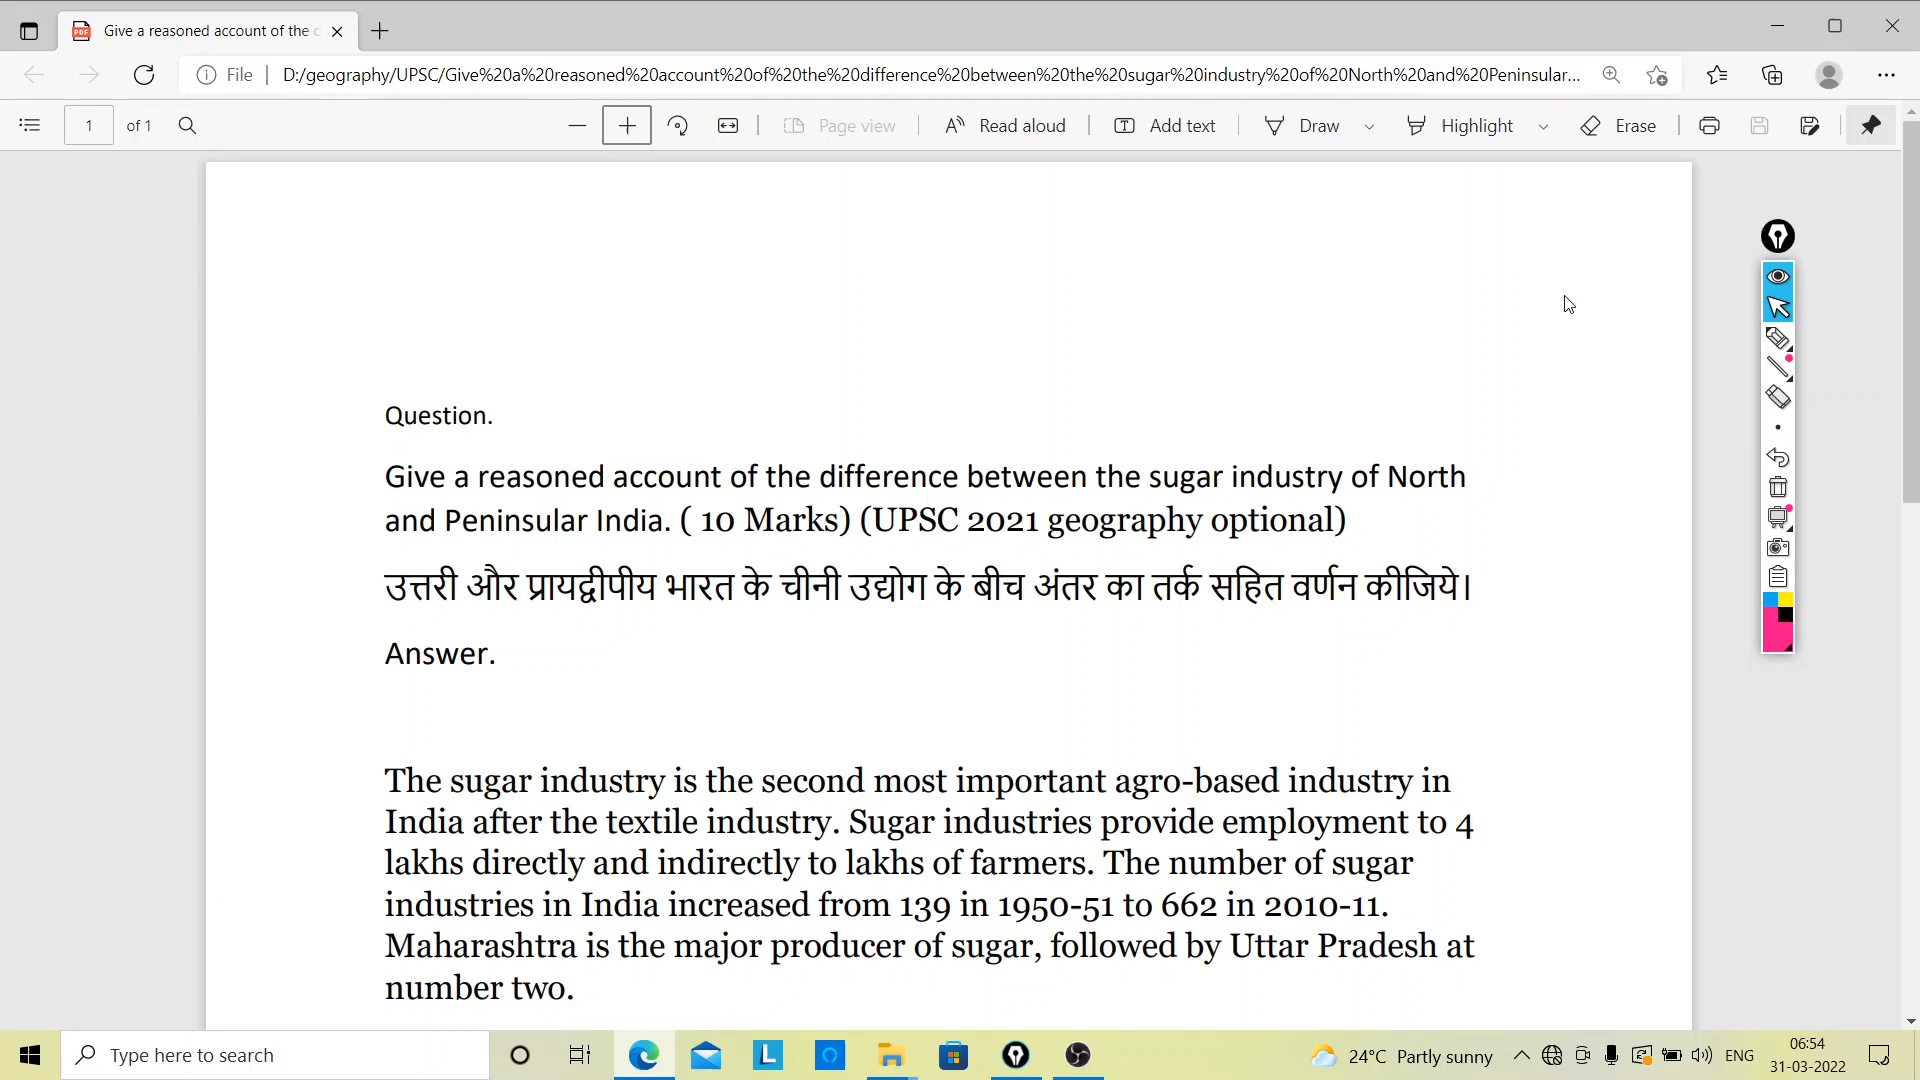 Give a reasoned account of the c
File
D:/geography/UPSC/Give%20a%20reasoned%20account%20of%20the%20difference%20between%20the%20sugar%20industry%20of%20North%20and%20Peninsular...
1
of 1
Page view
Read aloud
Add text
Draw
Highlight
Erase
Question.
Give a reasoned account of the difference between the sugar industry of North
and Peninsular India. ( 10 Marks) (UPSC 2021 geography optional)
उत्तरी और प्रायद्वीपीय भारत के चीनी उद्योग के बीच अंतर का तर्क सहित वर्णन कीजिये।
Answer.
The sugar industry is the second most important agro-based industry in
India after the textile industry. Sugar industries provide employment to 4
lakhs directly and indirectly to lakhs of farmers. The number of sugar
industries in India increased from 139 in 1950-51 to 662 in 2010-11.
Maharashtra is the major producer of sugar, followed by Uttar Pradesh at
number two.
Type here to search
24°C Partly sunny
ENG
06:54
31-03-2022